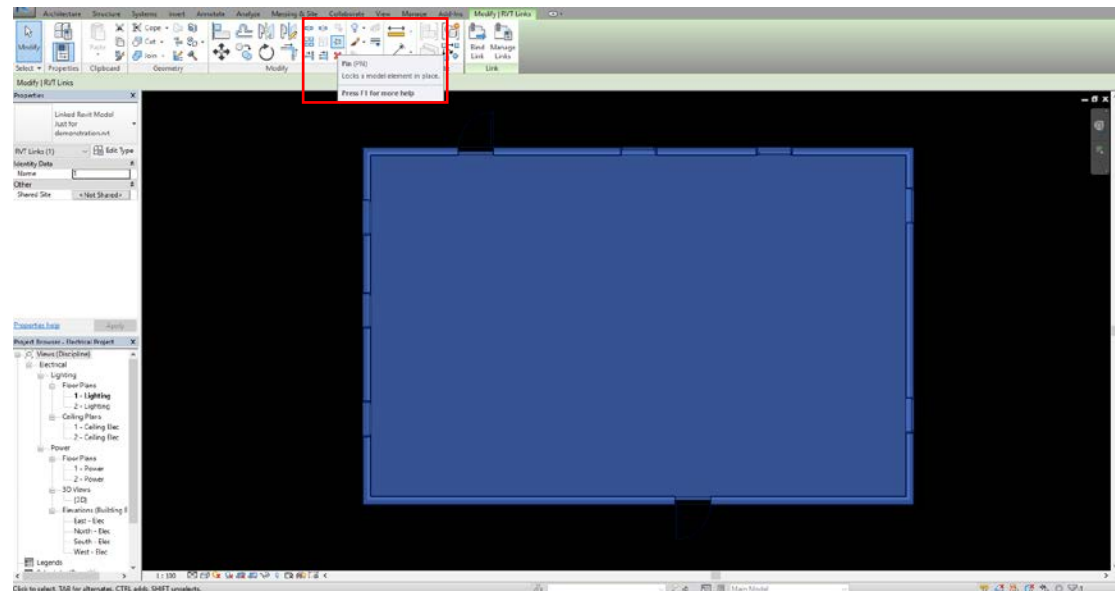 Architecture Structure Systems Insert Annotate Analyze Massing & Site Collaborate View Manage Add-Ins Modify | RVT Links
Modify
Paste
Cope
Cut
Join
Bind Link
Manage Links
Select Properties Clipboard Geometry Modify Link
Pin (PN)
Locks a model element in place.
Press F1 for more help
Modify | RVT Links
Properties X
Linked Revit Model
Just for
demonstration.rvt
RVT Links (1) Edit Type
Identity Data
Name 1
Other
Shared Site <Not Shared>
Properties help Apply
Project Browser - Electrical Project X
Views (Discipline)
Electrical
Lighting
Floor Plans
1 - Lighting
2 - Lighting
Ceiling Plans
1 - Ceiling Elec
2 - Ceiling Elec
Power
Floor Plans
1 - Power
2 - Power
3D Views
Elevations (Building E
East - Elec
North - Elec
South - Elec
West - Elec
Legends
1 : 100
Click to select, TAB for alternates, CTRL adds, SHIFT unselects.
Main Model